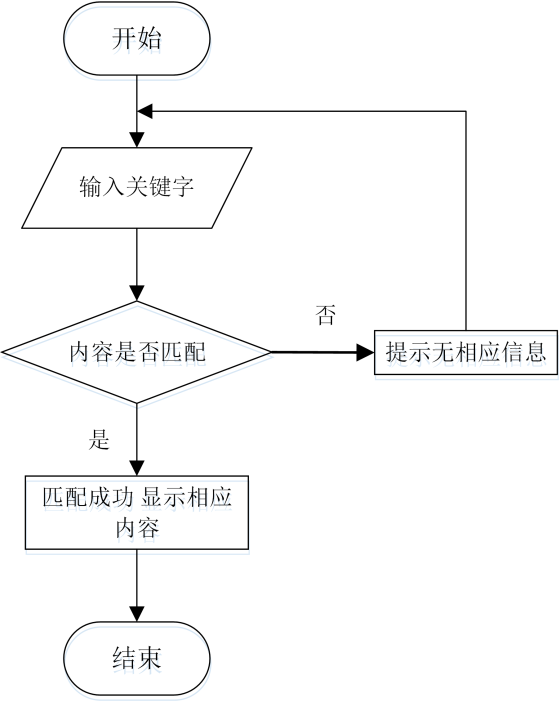 开始
输入关键字
否
内容是否匹配
提示无相应信息
是
匹配成功 显示相应
内容
结束